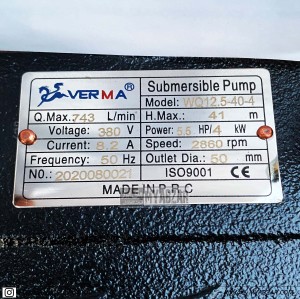 VERMA®
Submersible Pump
Model: WQ12.5-40-4
Q.Max. 743 L/min
H.Max.: 41 m
Voltage: 380 V
Power: 5.5 HP/4 kW
Current: 8.2 A
Speed: 2860 rpm
Frequency: 50 Hz
Outlet Dia.: 50 mm
NO.: 2020080021
ISO9001 CE
MADE IN P.R.C